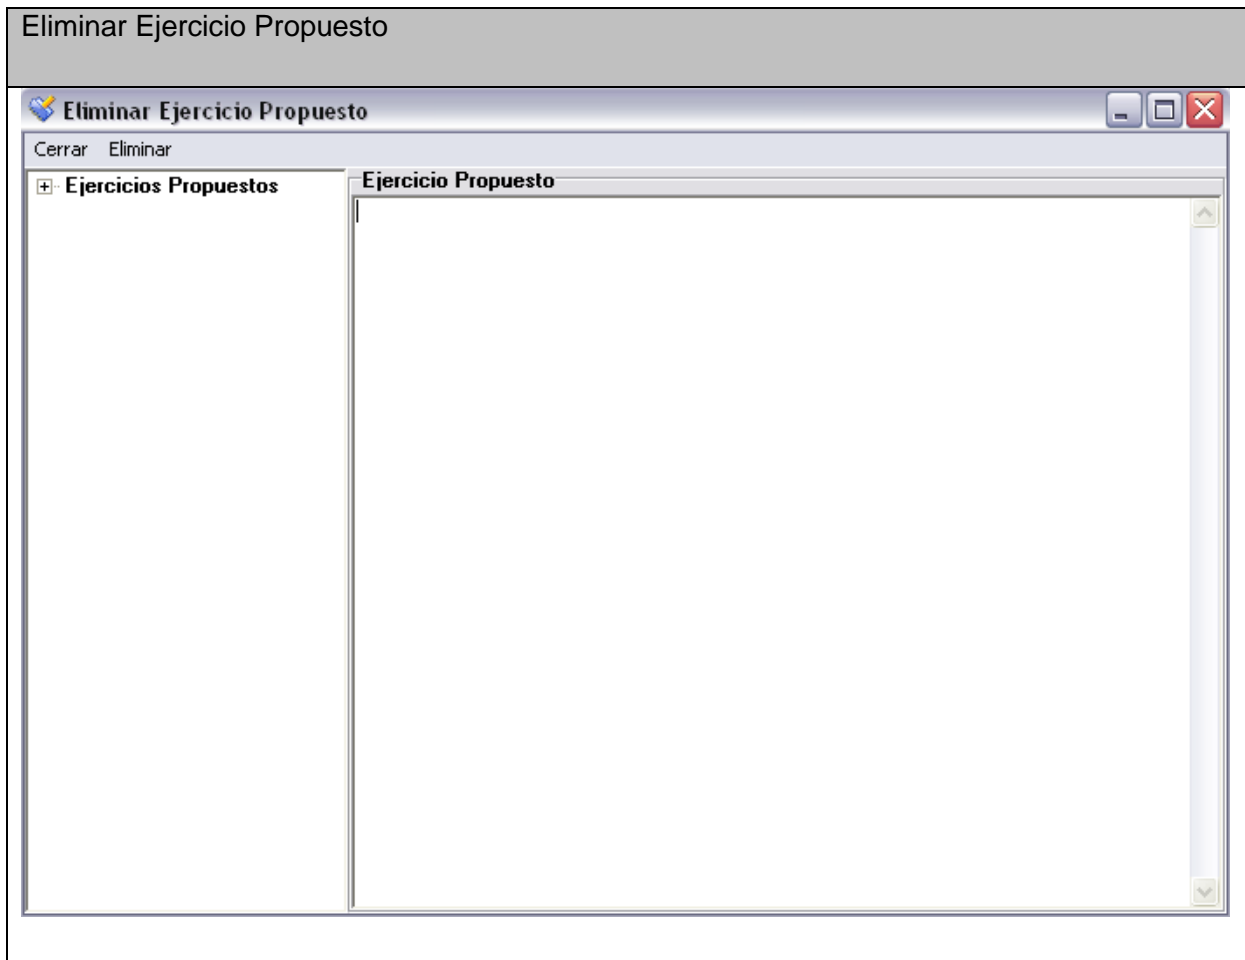 Eliminar Ejercicio Propuesto
Eliminar Ejercicio Propuesto
Cerrar Eliminar
Ejercicios Propuestos
Ejercicio Propuesto